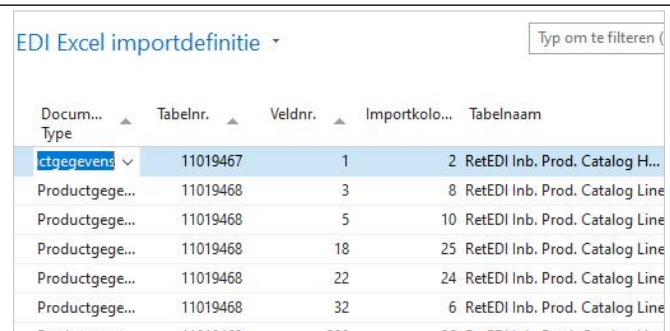 EDI Excel importdefinitie
Typ om te filteren (
Docum... Type Tabelnr. Veldnr. Importkolo... Tabelnaam
ctgegevens 11019467 1 2 RetEDI Inb. Prod. Catalog H...
Productgege... 11019468 3 8 RetEDI Inb. Prod. Catalog Line
Productgege... 11019468 5 10 RetEDI Inb. Prod. Catalog Line
Productgege... 11019468 18 25 RetEDI Inb. Prod. Catalog Line
Productgege... 11019468 22 24 RetEDI Inb. Prod. Catalog Line
Productgege... 11019468 32 6 RetEDI Inb. Prod. Catalog Line